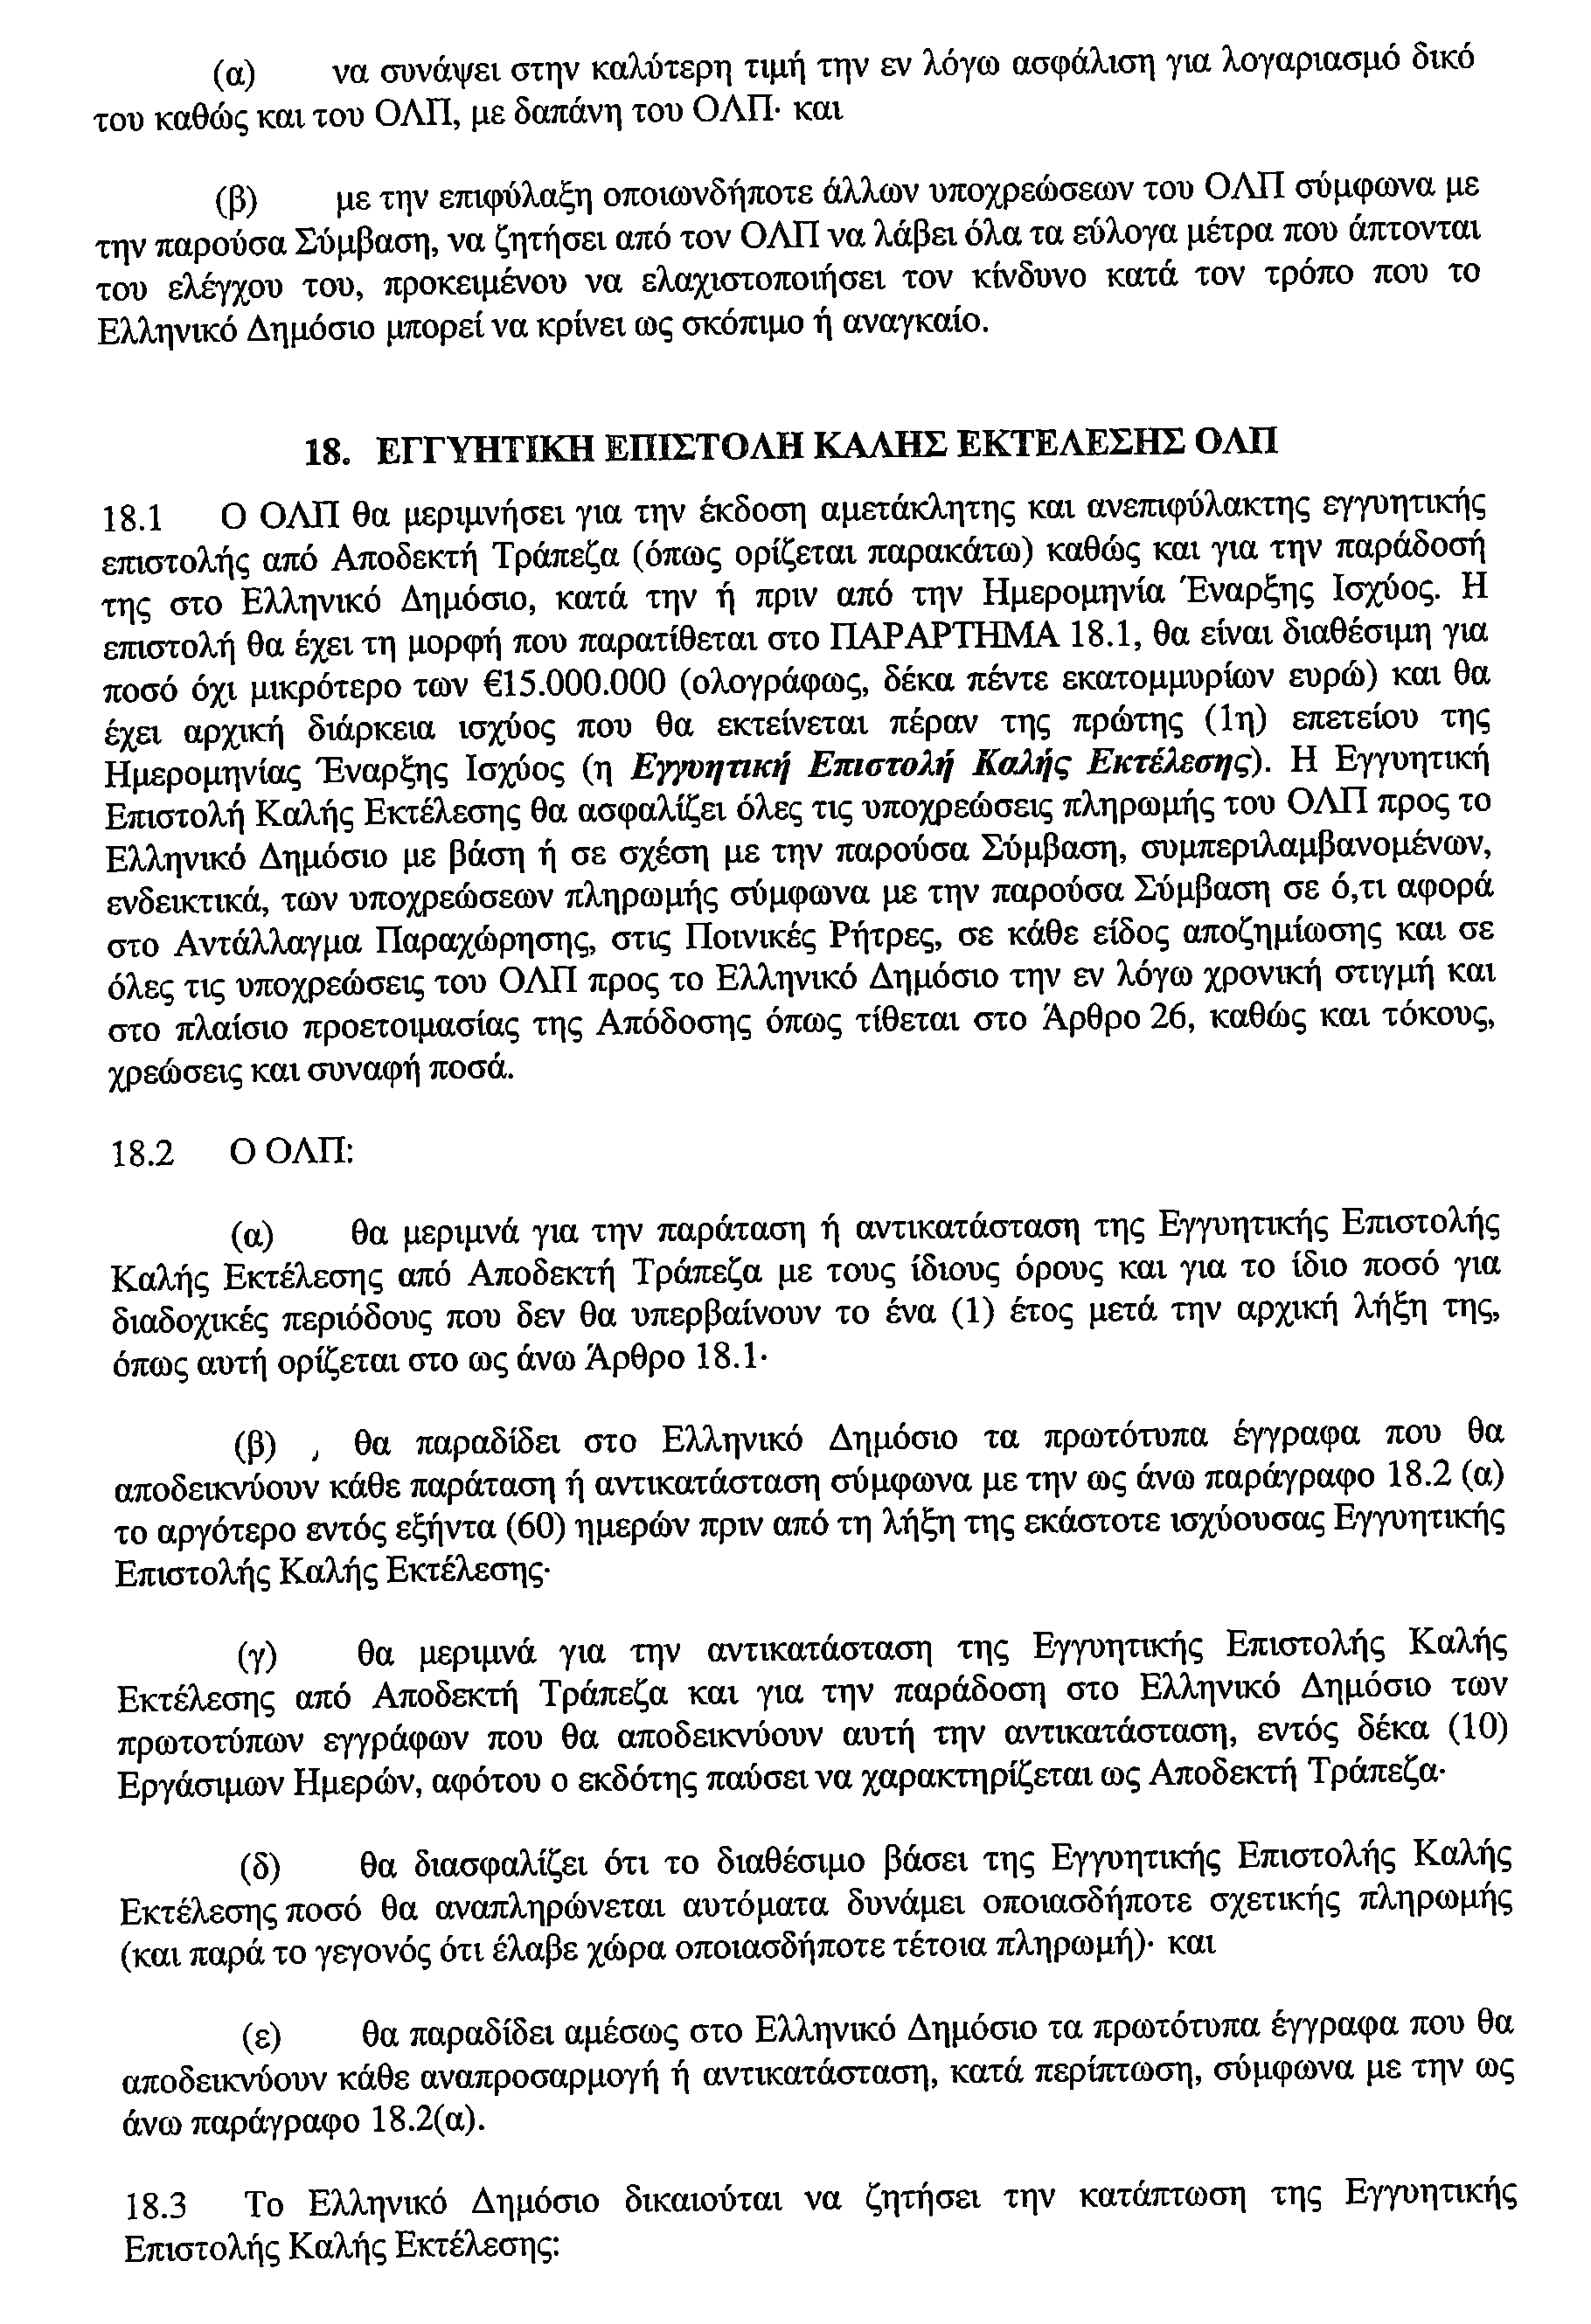 (α) να συνάψει στην καλύτερη τιμή την εν λόγω ασφάλιση για λογαριασμό δικό
του καθώς και του ΟΛΠ, με δαπάνη του ΟΛΠ· και
(β) με την επιφύλαξη οποιωνδήποτε άλλων υποχρεώσεων του ΟΛΠ σύμφωνα με
την παρούσα Σύμβαση, να ζητήσει από τον ΟΛΠ να λάβει όλα τα εύλογα μέτρα που άπτονται
του ελέγχου του, προκειμένου να ελαχιστοποιήσει τον κίνδυνο κατά τον τρόπο που το
Ελληνικό Δημόσιο μπορεί να κρίνει ως σκόπιμο ή αναγκαίο.
18. ΕΓΓΥΗΤΙΚΗ ΕΠΙΣΤΟΛΗ ΚΑΛΗΣ ΕΚΤΕΛΕΣΗΣ ΟΛΠ
18.1 Ο ΟΛΠ θα μεριμνήσει για την έκδοση αμετάκλητης και ανεπιφύλακτης εγγυητικής
επιστολής από Αποδεκτή Τράπεζα (όπως ορίζεται παρακάτω) καθώς και για την παράδοσή
της στο Ελληνικό Δημόσιο, κατά την ή πριν από την Ημερομηνία Έναρξης Ισχύος. Η
επιστολή θα έχει τη μορφή που παρατίθεται στο ΠΑΡΑΡΤΗΜΑ 18.1, θα είναι διαθέσιμη για
ποσό όχι μικρότερο των €15.000.000 (ολογράφως, δέκα πέντε εκατομμυρίων ευρώ) και θα
έχει αρχική διάρκεια ισχύος που θα εκτείνεται πέραν της πρώτης (1η) επετείου της
Ημερομηνίας Έναρξης Ισχύος (η Εγγυητική Επιστολή Καλής Εκτέλεσης). Η Εγγυητική
Επιστολή Καλής Εκτέλεσης θα ασφαλίζει όλες τις υποχρεώσεις πληρωμής του ΟΛΠ προς το
Ελληνικό Δημόσιο με βάση ή σε σχέση με την παρούσα Σύμβαση, συμπεριλαμβανομένων,
ενδεικτικά, των υποχρεώσεων πληρωμής σύμφωνα με την παρούσα Σύμβαση σε ό,τι αφορά
στο Αντάλλαγμα Παραχώρησης, στις Ποινικές Ρήτρες, σε κάθε είδος αποζημίωσης και σε
όλες τις υποχρεώσεις του ΟΛΠ προς το Ελληνικό Δημόσιο την εν λόγω χρονική στιγμή και
στο πλαίσιο προετοιμασίας της Απόδοσης όπως τίθεται στο Άρθρο 26, καθώς και τόκους,
χρεώσεις και συναφή ποσά.
18.2 Ο ΟΛΠ:
(α) θα μεριμνά για την παράταση ή αντικατάσταση της Εγγυητικής Επιστολής
Καλής Εκτέλεσης από Αποδεκτή Τράπεζα με τους ίδιους όρους και για το ίδιο ποσό για
διαδοχικές περιόδους που δεν θα υπερβαίνουν το ένα (1) έτος μετά την αρχική λήξη της,
όπως αυτή ορίζεται στο ως άνω Άρθρο 18.1·
(β) θα παραδίδει στο Ελληνικό Δημόσιο τα πρωτότυπα έγγραφα που θα
αποδεικνύουν κάθε παράταση ή αντικατάσταση σύμφωνα με την ως άνω παράγραφο 18.2 (α)
το αργότερο εντός εξήντα (60) ημερών πριν από τη λήξη της εκάστοτε ισχύουσας Εγγυητικής
Επιστολής Καλής Εκτέλεσης·
(γ) θα μεριμνά για την αντικατάσταση της Εγγυητικής Επιστολής Καλής
Εκτέλεσης από Αποδεκτή Τράπεζα και για την παράδοση στο Ελληνικό Δημόσιο των
πρωτοτύπων εγγράφων που θα αποδεικνύουν αυτή την αντικατάσταση, εντός δέκα (10)
Εργάσιμων Ημερών, αφότου ο εκδότης παύσει να χαρακτηρίζεται ως Αποδεκτή Τράπεζα·
(δ) θα διασφαλίζει ότι το διαθέσιμο βάσει της Εγγυητικής Επιστολής Καλής
Εκτέλεσης ποσό θα αναπληρώνεται αυτόματα δυνάμει οποιασδήποτε σχετικής πληρωμής
(και παρά το γεγονός ότι έλαβε χώρα οποιασδήποτε τέτοια πληρωμή)· και
(ε) θα παραδίδει αμέσως στο Ελληνικό Δημόσιο τα πρωτότυπα έγγραφα που θα
αποδεικνύουν κάθε αναπροσαρμογή ή αντικατάσταση, κατά περίπτωση, σύμφωνα με την ως
άνω παράγραφο 18.2(α).
18.3 Το Ελληνικό Δημόσιο δικαιούται να ζητήσει την κατάπτωση της Εγγυητικής
Επιστολής Καλής Εκτέλεσης: